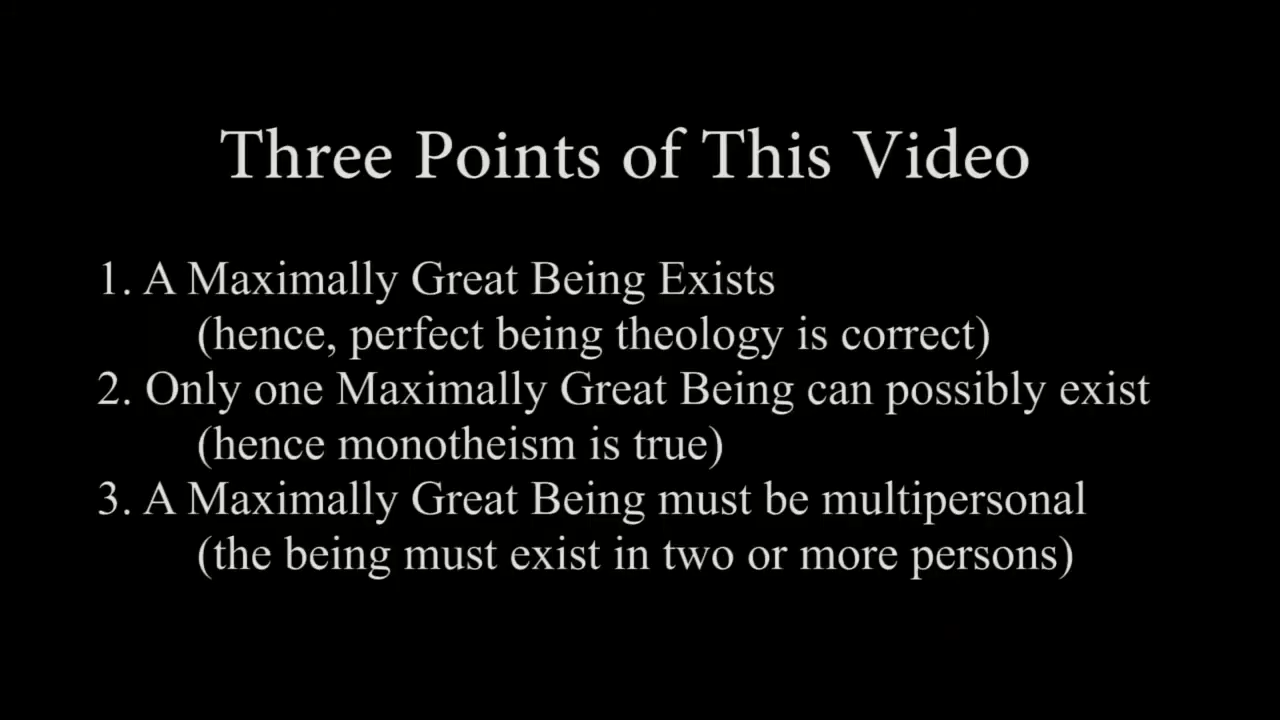 Three Points of This Video
1. A Maximally Great Being Exists
(hence, perfect being theology is correct)
2. Only one Maximally Great Being can possibly exist
(hence monotheism is true)
3. A Maximally Great Being must be multipersonal
(the being must exist in two or more persons)